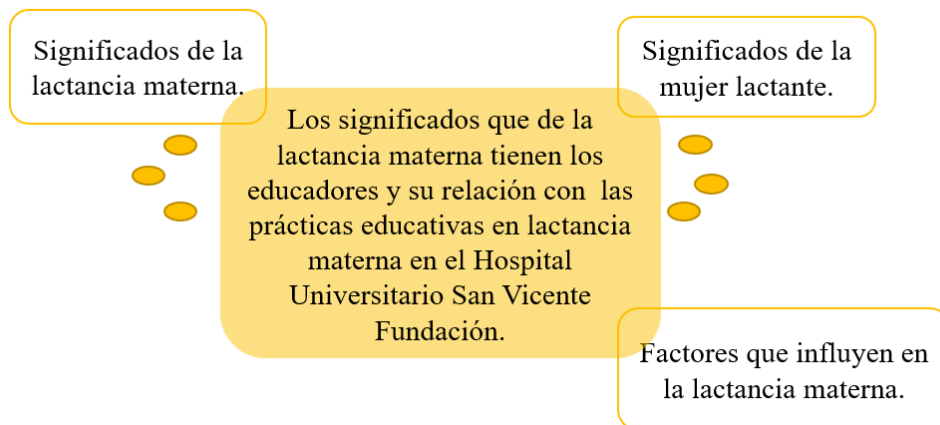 Significados de la
lactancia materna.
Significados de la
mujer lactante.
Los significados que de la
lactancia materna tienen los
educadores y su relación con las
prácticas educativas en lactancia
materna en el Hospital
Universitario San Vicente
Fundación.
Factores que influyen en
la lactancia materna.